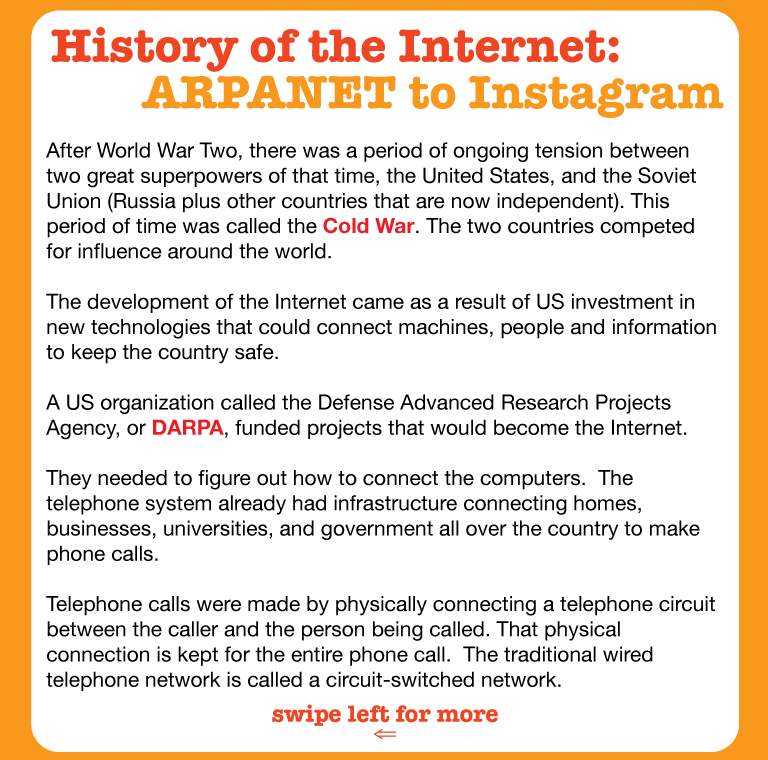 History of the Internet:
ARPANET to Instagram
After World War Two, there was a period of ongoing tension between
two great superpowers of that time, the United States, and the Soviet
Union (Russia plus other countries that are now independent). This
period of time was called the Cold War. The two countries competed
for influence around the world.
The development of the Internet came as a result of US investment in
new technologies that could connect machines, people and information
to keep the country safe.
A US organization called the Defense Advanced Research Projects
Agency, or DARPA, funded projects that would become the Internet.
They needed to figure out how to connect the computers.  The
telephone system already had infrastructure connecting homes,
businesses, universities, and government all over the country to make
phone calls.
Telephone calls were made by physically connecting a telephone circuit
between the caller and the person being called. That physical
connection is kept for the entire phone call.  The traditional wired
telephone network is called a circuit-switched network.
swipe left for more
⇐